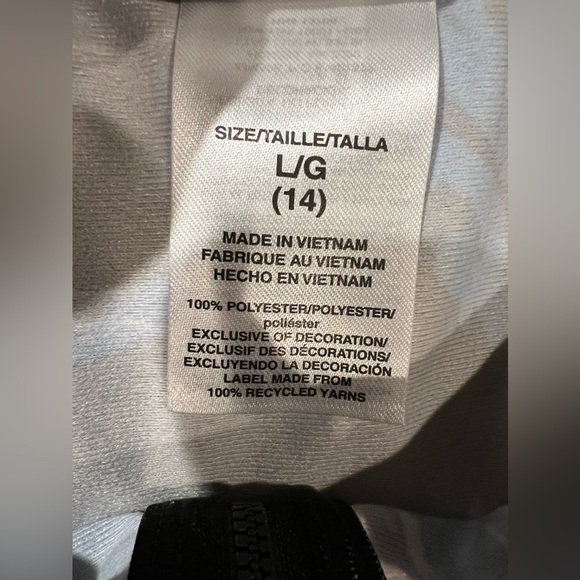 SIZE/TAILLE/TALLA
L/G
(14)
MADE IN VIETNAM
FABRIQUE AU VIETNAM
HECHO EN VIETNAM
100% POLYESTER/POLYESTER/
poliéster
EXCLUSIVE OF DECORATION/
EXCLUSIF DES DÉCORATIONS/
EXCLUYENDO LA DECORACIÓN
LABEL MADE FROM
100% RECYCLED YARNS